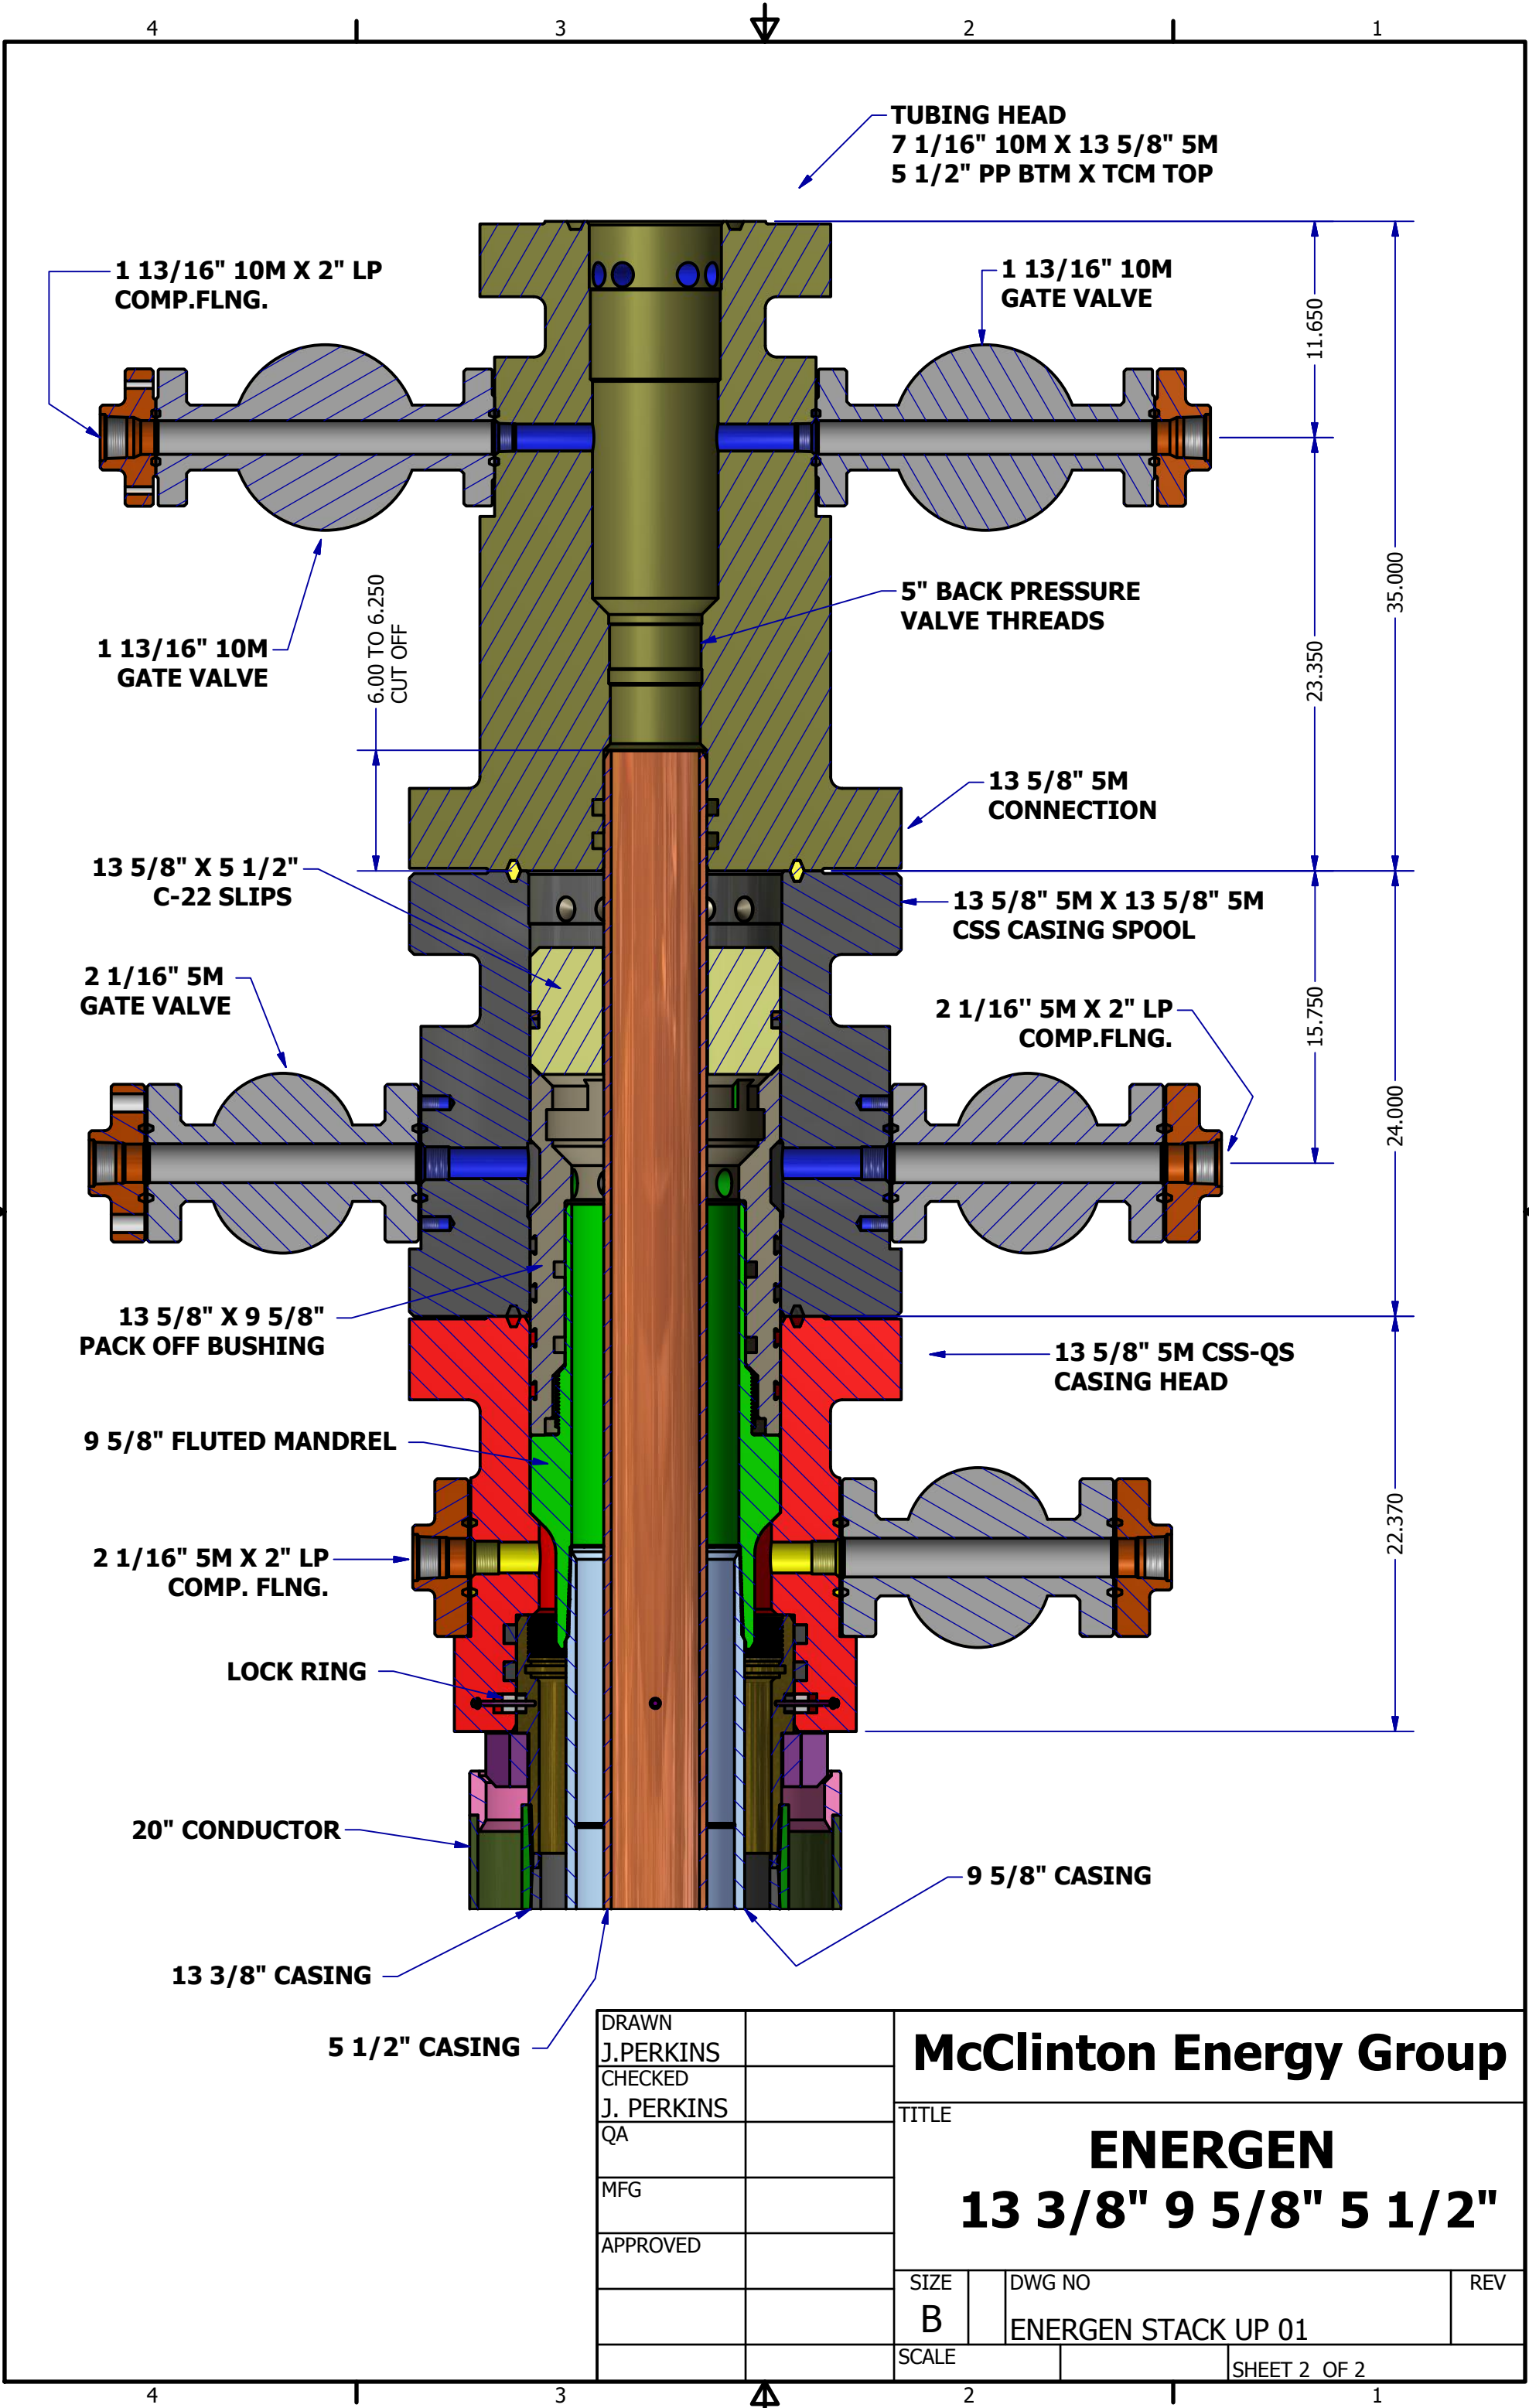 4 3 2 1
TUBING HEAD
7 1/16" 10M X 13 5/8" 5M
5 1/2" PP BTM X TCM TOP
1 13/16" 10M X 2" LP
COMP.FLNG.
1 13/16" 10M
GATE VALVE
11.650
35.000
5" BACK PRESSURE
VALVE THREADS
6.00 TO 6.250
CUT OFF
1 13/16" 10M
GATE VALVE
23.350
13 5/8" 5M
CONNECTION
13 5/8" X 5 1/2"
C-22 SLIPS
13 5/8" 5M X 13 5/8" 5M
CSS CASING SPOOL
2 1/16" 5M
GATE VALVE
2 1/16'' 5M X 2" LP
COMP.FLNG.
15.750
24.000
13 5/8" X 9 5/8"
PACK OFF BUSHING
13 5/8" 5M CSS-QS
CASING HEAD
9 5/8" FLUTED MANDREL
22.370
2 1/16" 5M X 2" LP
COMP. FLNG.
LOCK RING
20" CONDUCTOR
9 5/8" CASING
13 3/8" CASING
5 1/2" CASING
DRAWN
J.PERKINS
CHECKED
J. PERKINS
QA
MFG
APPROVED
McClinton Energy Group
TITLE
ENERGEN
13 3/8" 9 5/8" 5 1/2"
SIZE
B
DWG NO
ENERGEN STACK UP 01
REV
SCALE
SHEET 2 OF 2
4 3 2 1